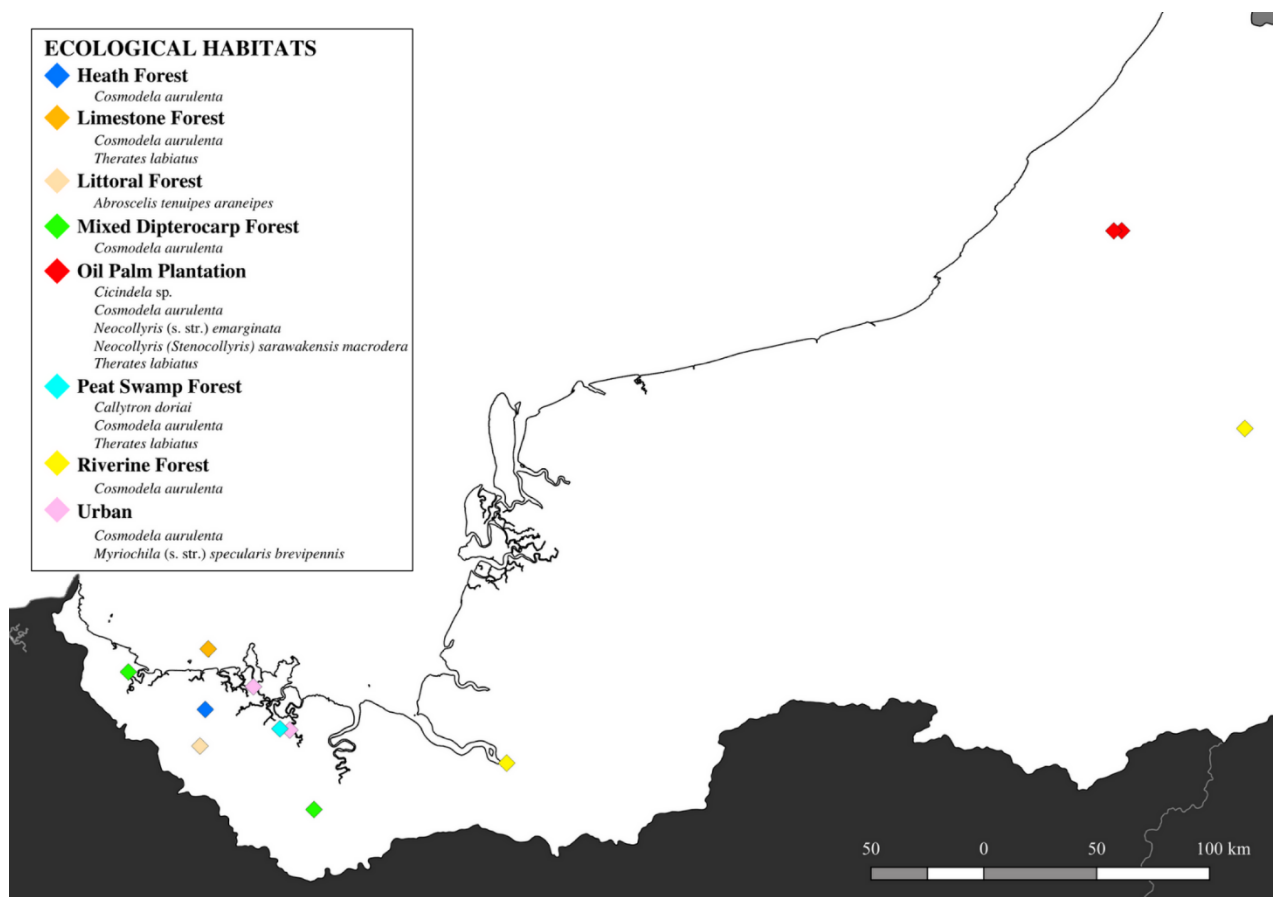 ECOLOGICAL HABITATS
Heath Forest
Cosmodela aurulenta
Limestone Forest
Cosmodela aurulenta
Therates labiatus
Littoral Forest
Abroscelis tenuipes araneipes
Mixed Dipterocarp Forest
Cosmodela aurulenta
Oil Palm Plantation
Cicindela sp.
Cosmodela aurulenta
Neocollyris (s. str.) emarginata
Neocollyris (Stenocollyris) sarawakensis macrodera
Therates labiatus
Peat Swamp Forest
Callytron doriai
Cosmodela aurulenta
Therates labiatus
Riverine Forest
Cosmodela aurulenta
Urban
Cosmodela aurulenta
Myriochila (s. str.) specularis brevipennis
50 0 50 100 km